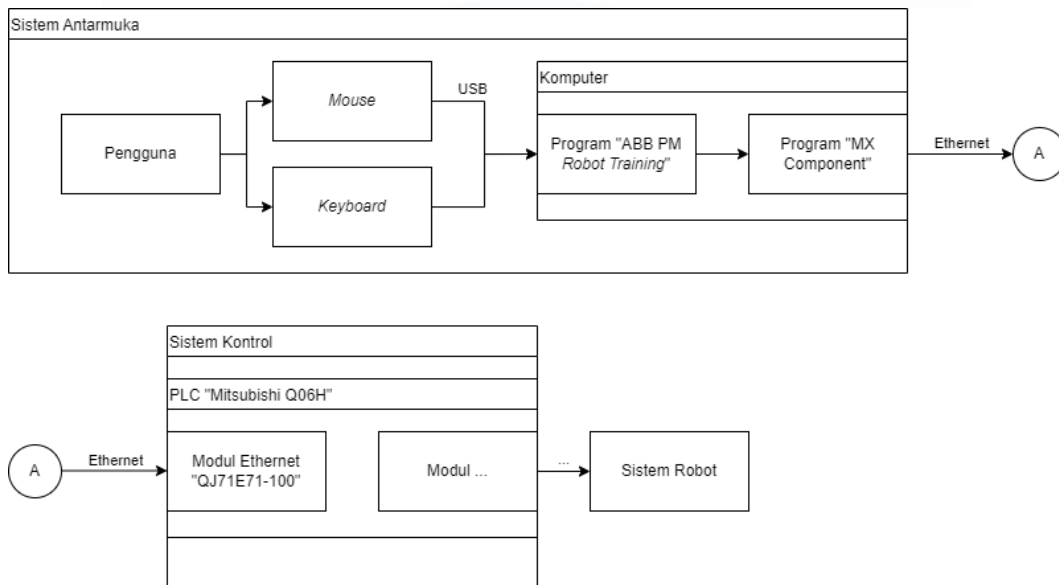 Sistem Antarmuka
Pengguna
Mouse
Keyboard
USB
Komputer
Program "ABB PM
Robot Training"
Program "MX
Component"
Ethernet
A
Sistem Kontrol
PLC "Mitsubishi Q06H"
A
Ethernet
Modul Ethernet
"QJ71E71-100"
Modul ...
...
Sistem Robot